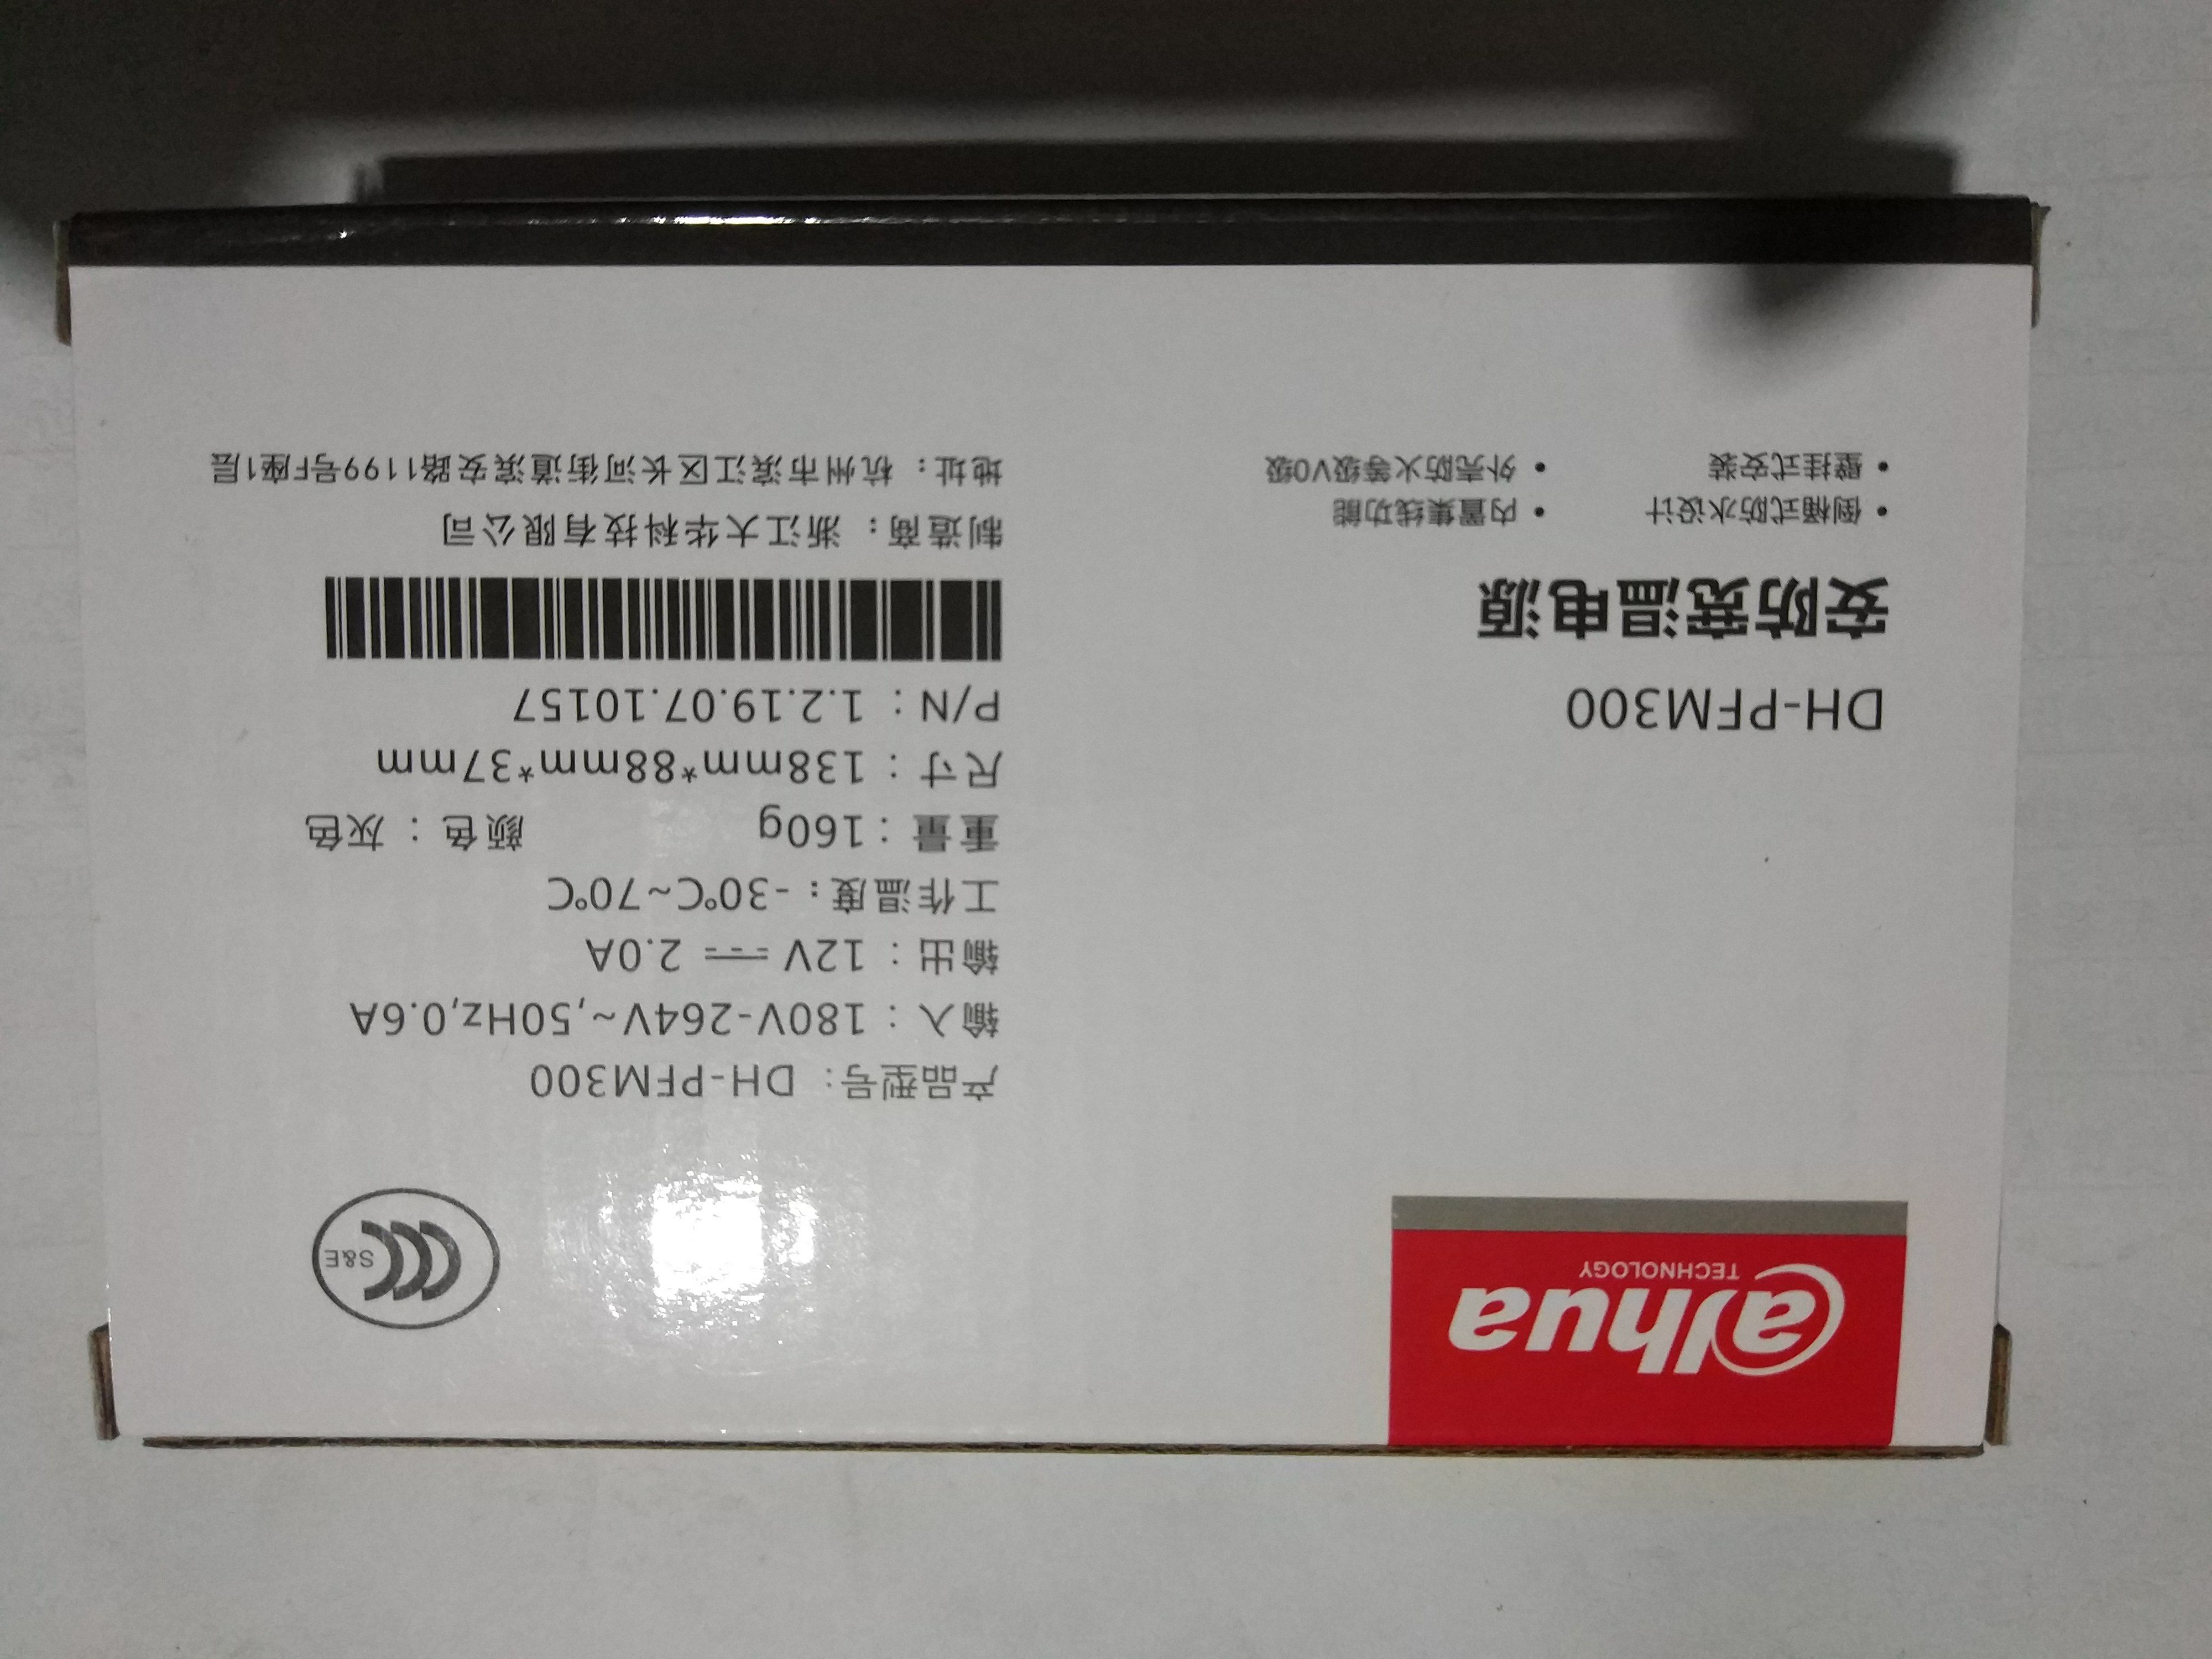 alhua
TECHNOLOGY
DH-PFM300
安防宽温电源
• 倒桶式防水设计 • 内置集线功能
• 壁挂式安装 • 外壳防火等级V0级
CCC
S&E
产品型号: DH-PFM300
输入: 180V-264V~,50Hz,0.6A
输出: 12V ⎓ 2.0A
工作温度: -30℃~70℃
重量: 160g 颜色: 灰色
尺寸: 138mm*88mm*37mm
P/N: 1.2.19.07.10157
制造商: 浙江大华科技有限公司
地址: 杭州市滨江区长河街道滨安路1199号F座1层